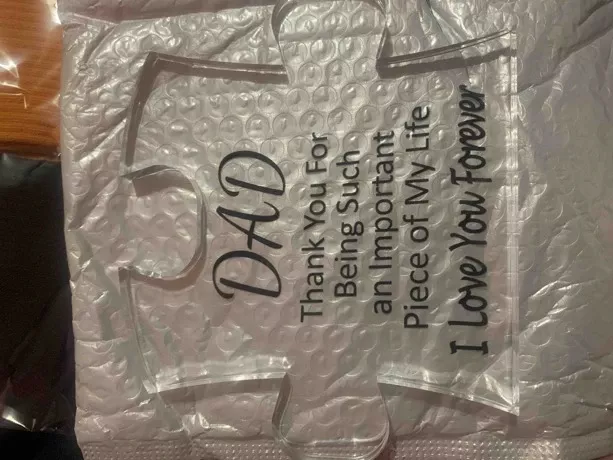 DAD
Thank You For
Being Such
an Important
Piece of My Life
I Love You Forever